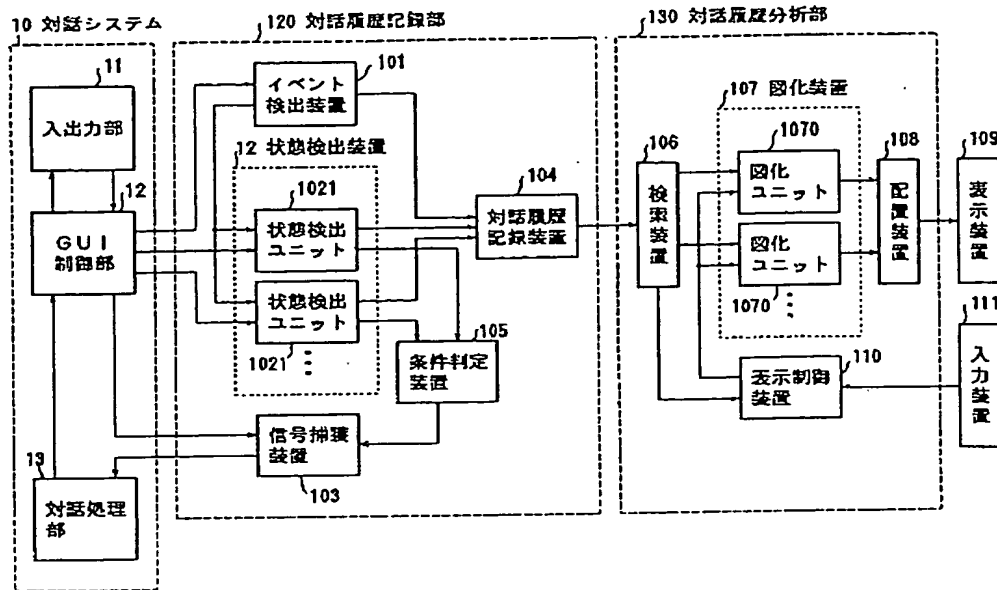 10 対話システム
11
入出力部
12
GUI
制御部
13
対話処理
部
120 対話履歴記録部
101
イベント
検出装置
12 状態検出装置
1021
状態検出
ユニット
状態検出
ユニット
1021
104
対話履歴
記録装置
105
条件判定
装置
信号捕獲
装置
103
130 対話履歴分析部
107 図化装置
106
検索装置
1070
図化
ユニット
図化
ユニット
1070
108
配置装置
109
表示装置
110
表示制御
装置
111
入力装置